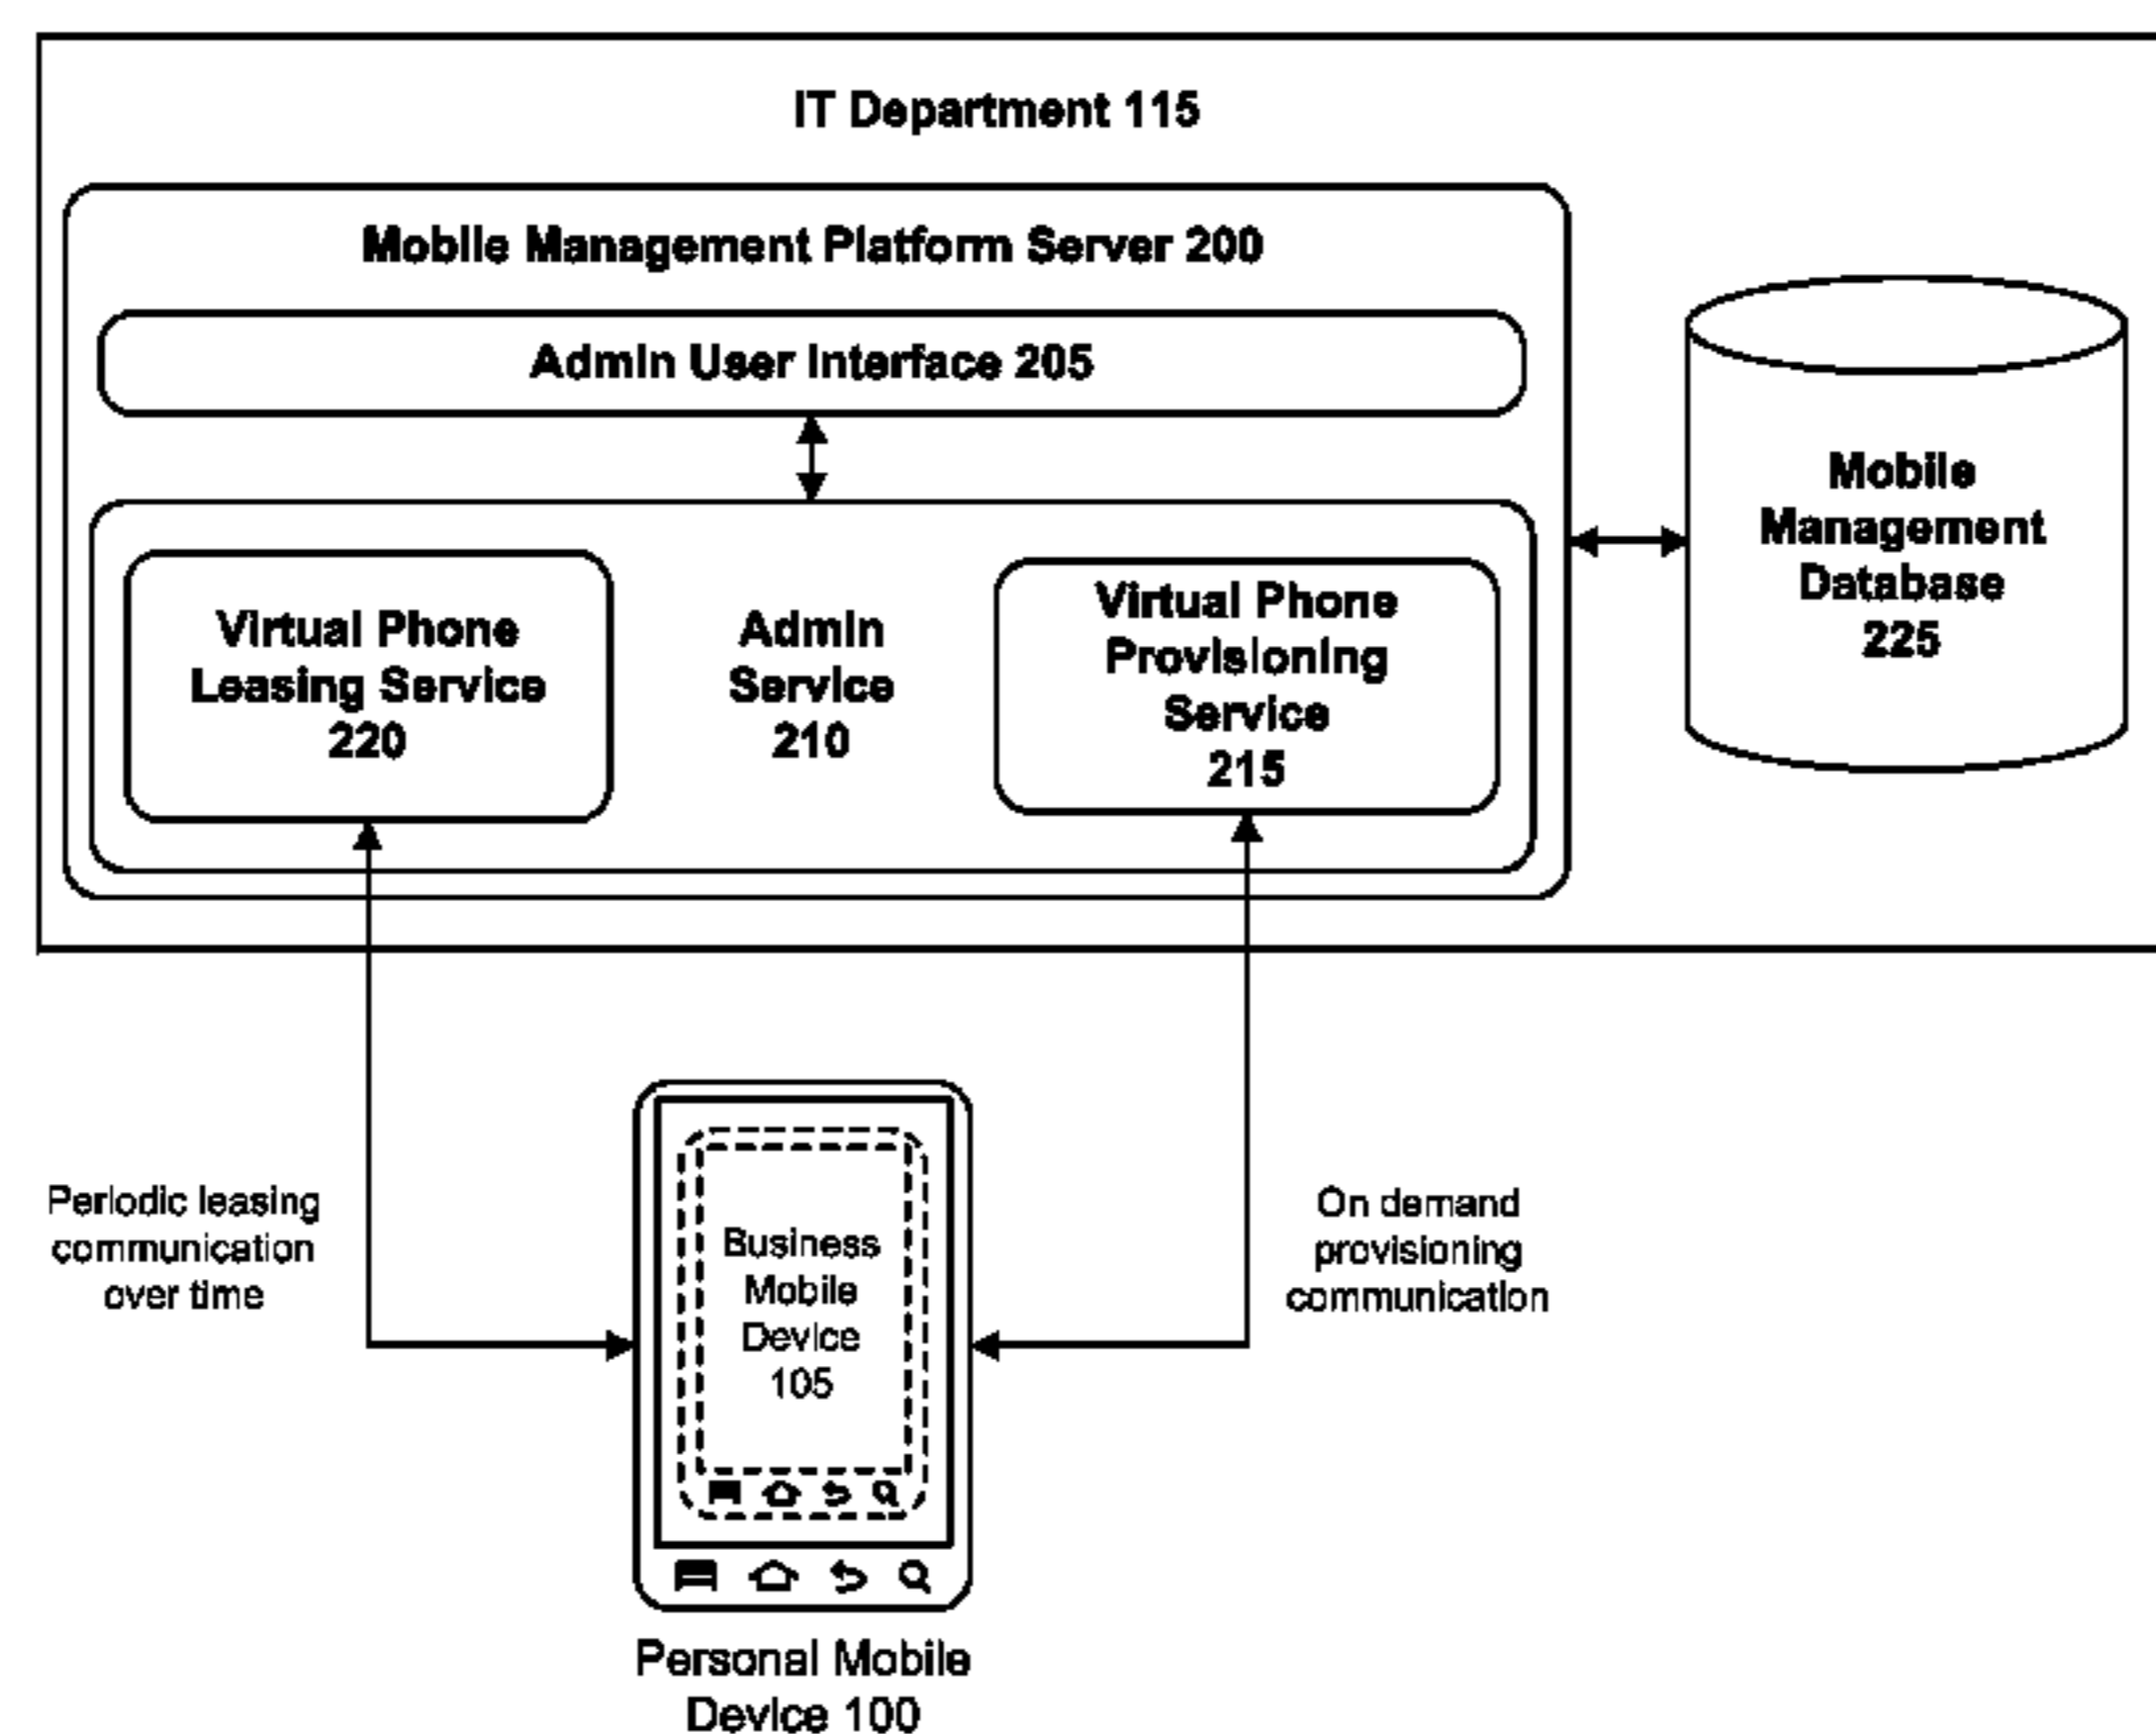 IT Department 115
Mobile Management Platform Server 200
Admin User Interface 205
Virtual Phone
Leasing Service
220
Admin
Service
210
Virtual Phone
Provisioning
Service
215
Mobile
Management
Database
225
Periodic leasing
communication
over time
Business
Mobile
Device
105
On demand
provisioning
communication
Personal Mobile
Device 100